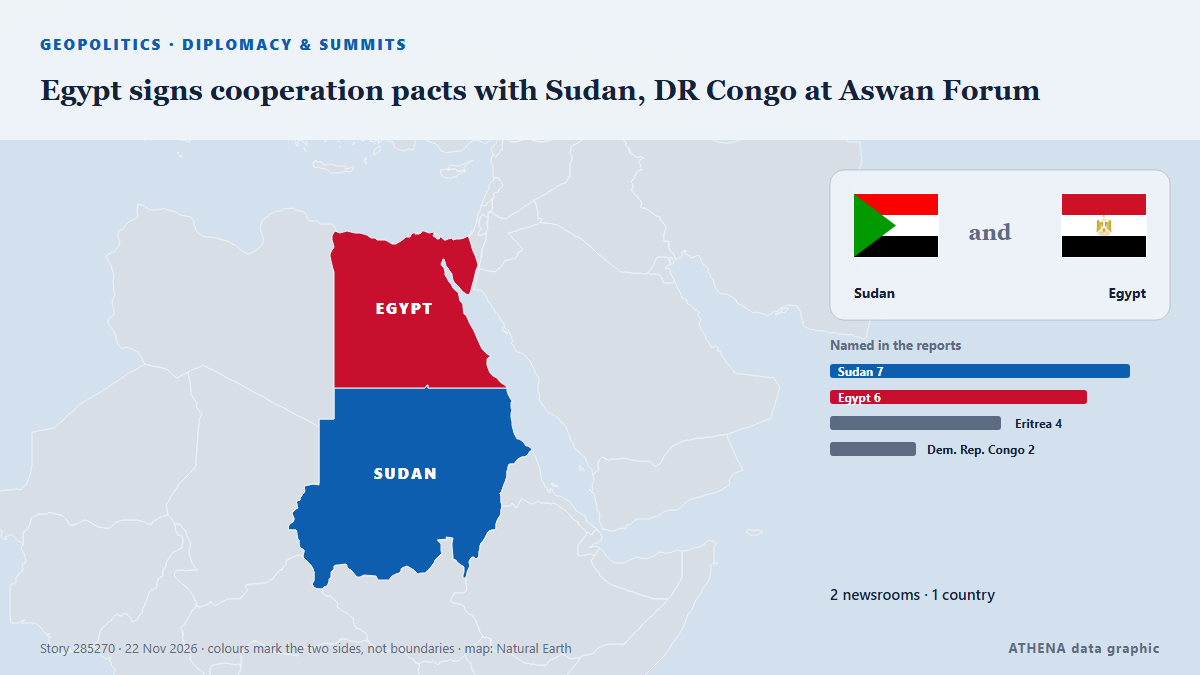 GEOPOLITICS · DIPLOMACY & SUMMITS
Egypt signs cooperation pacts with Sudan, DR Congo at Aswan Forum
EGYPT
SUDAN
and
Sudan
Egypt
Named in the reports
Sudan 7
Egypt 6
Eritrea 4
Dem. Rep. Congo 2
2 newsrooms · 1 country
Story 285270 · 22 Nov 2026 · colours mark the two sides, not boundaries · map: Natural Earth
ATHENA data graphic